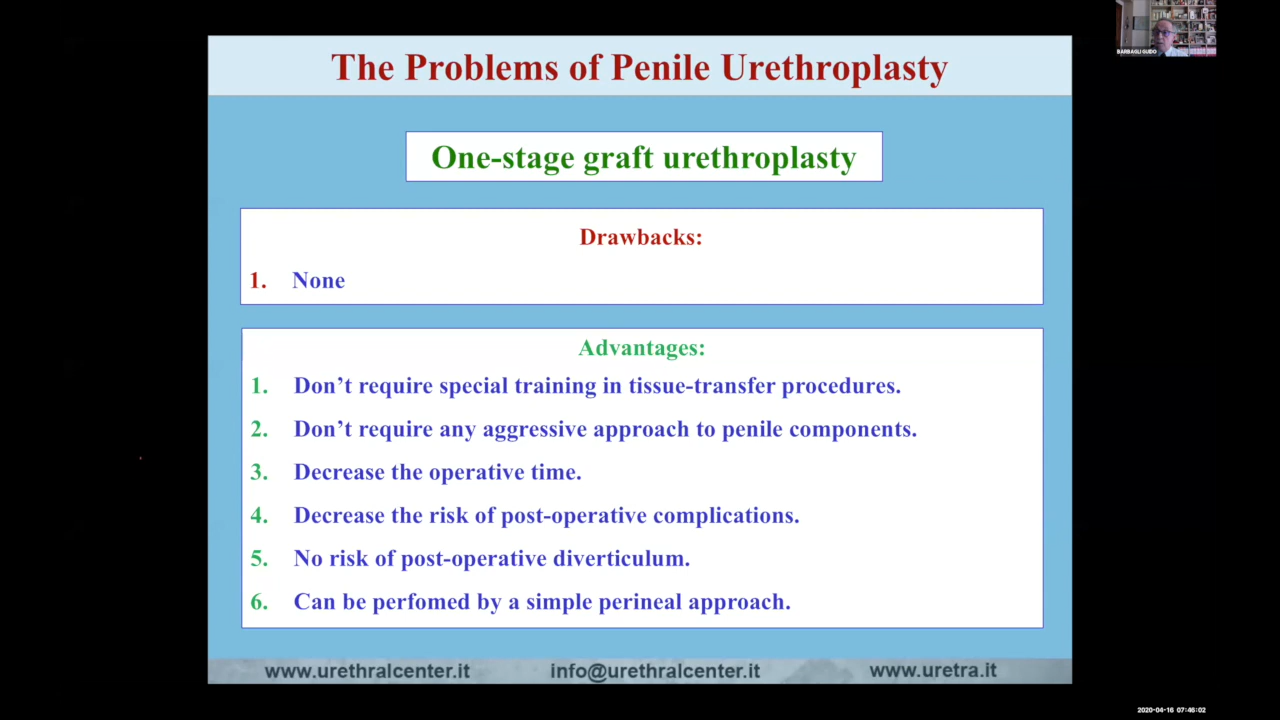 BARBAGLI GUIDO
The Problems of Penile Urethroplasty
One-stage graft urethroplasty
Drawbacks:
1. None
Advantages:
1. Don't require special training in tissue-transfer procedures.
2. Don't require any aggressive approach to penile components.
3. Decrease the operative time.
4. Decrease the risk of post-operative complications.
5. No risk of post-operative diverticulum.
6. Can be perfomed by a simple perineal approach.
www.urethralcenter.it info@urethralcenter.it www.uretra.it
2020-04-16 07:46:02